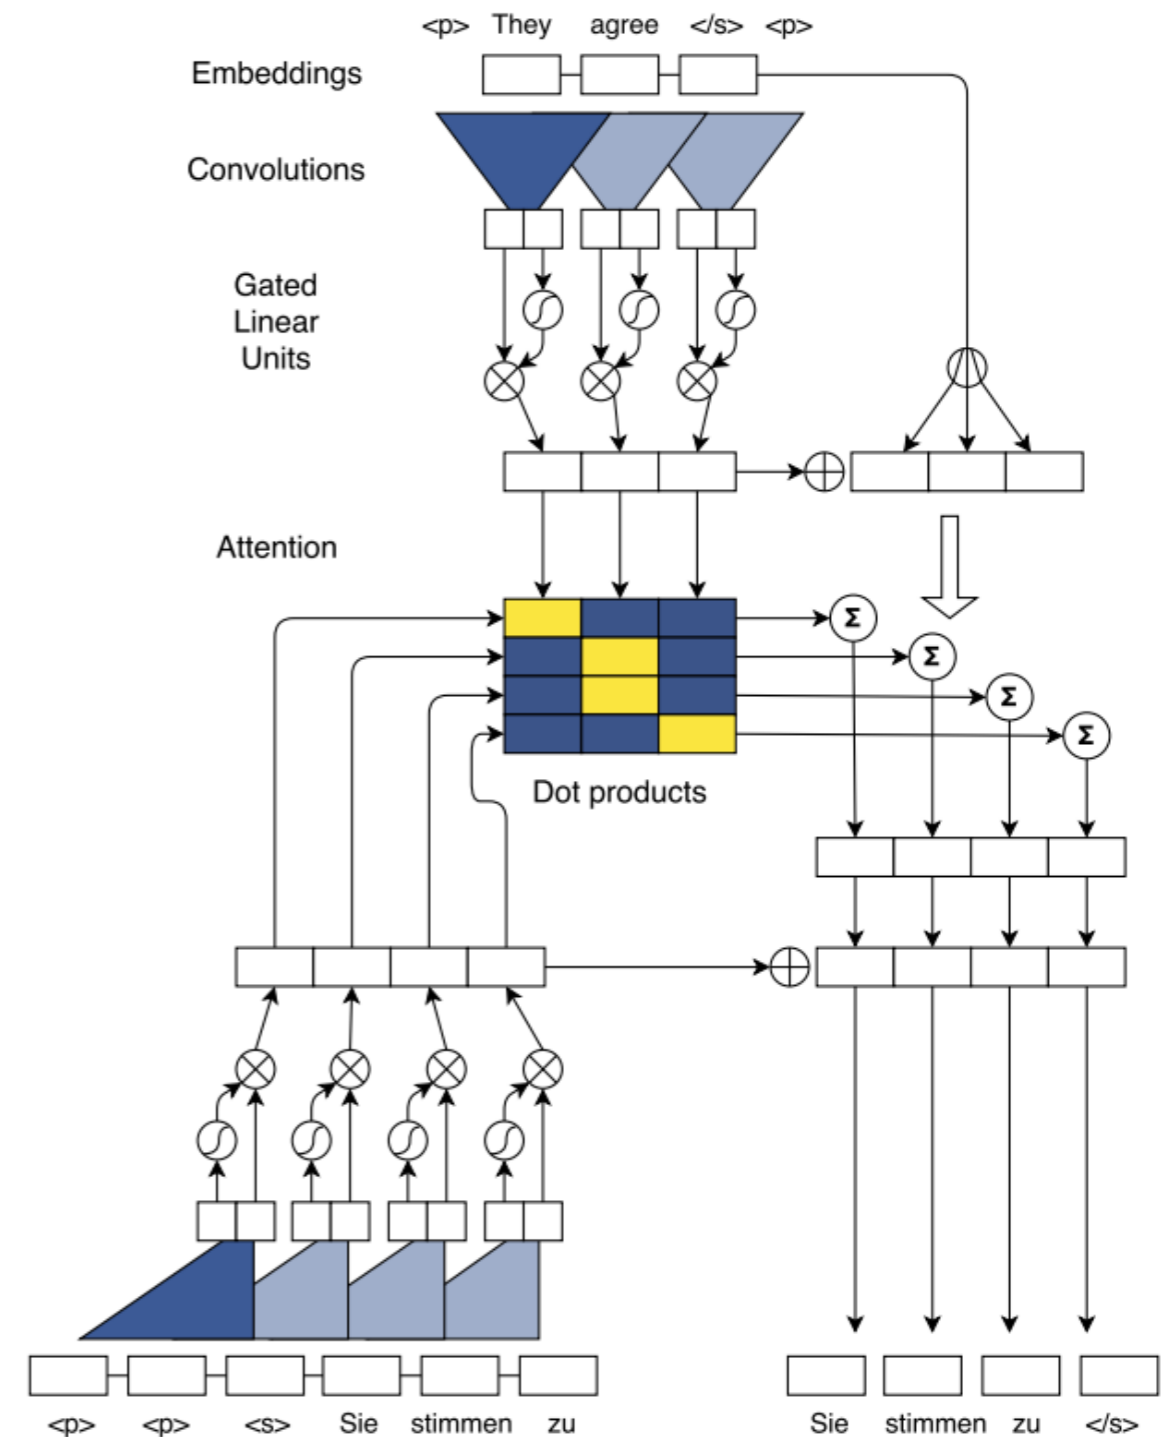 <p> They agree </s> <p>
Embeddings
Convolutions
Gated
Linear
Units
Attention
Σ
Σ
Σ
Σ
Dot products
<p> <p> <s> Sie stimmen zu
Sie stimmen zu </s>